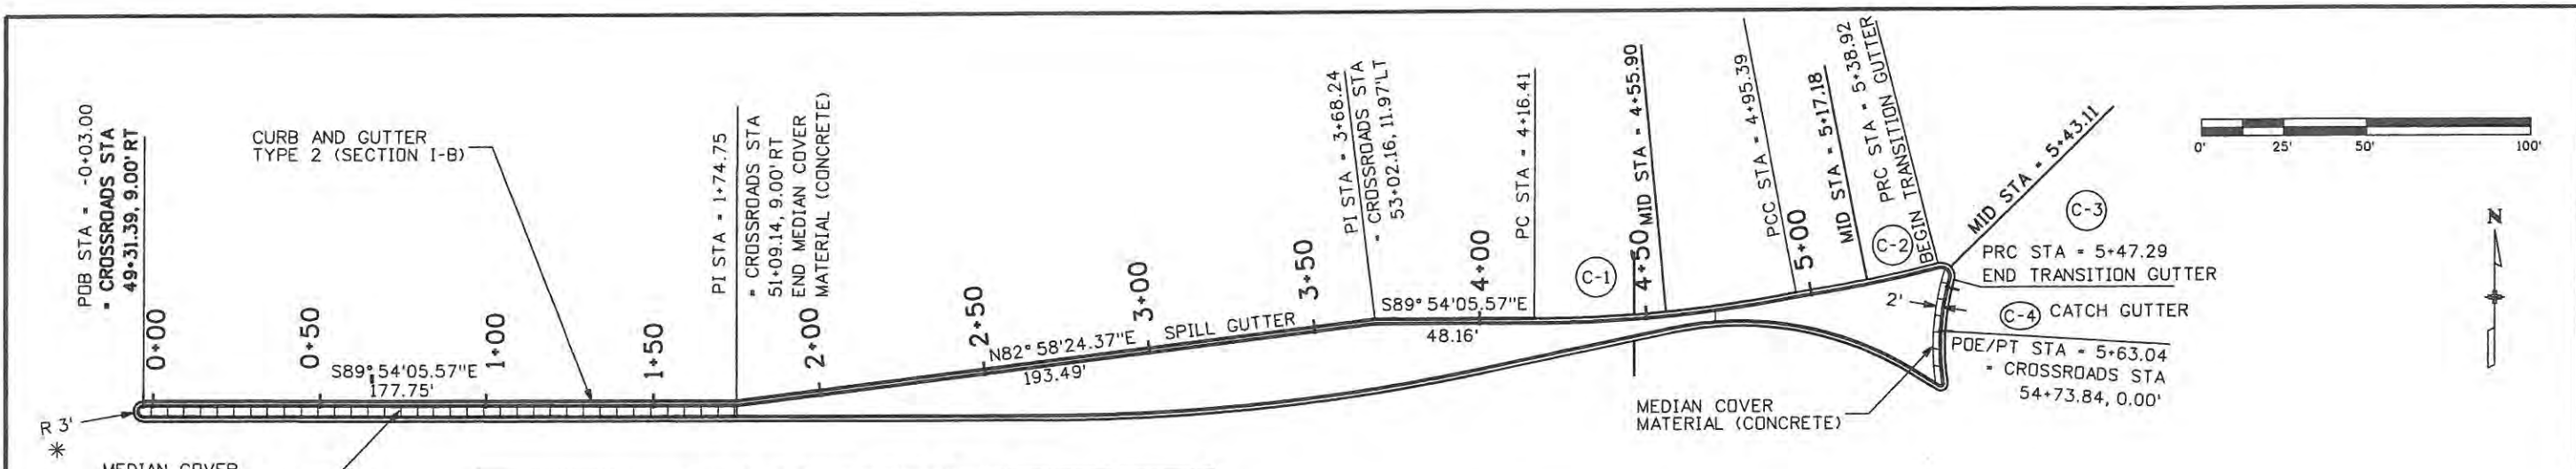 POB STA = -0+03.00
= CROSSROADS STA
49+31.39, 9.00' RT
CURB AND GUTTER
TYPE 2 (SECTION I-B)
PI STA = 1+74.75
= CROSSROADS STA
51+09.14, 9.00' RT
END MEDIAN COVER
MATERIAL (CONCRETE)
PI STA = 3+68.24
= CROSSROADS STA
53+02.16, 11.97'LT
PC STA = 4+16.41
MID STA = 4+55.90
PCC STA = 4+95.39
MID STA = 5+17.18
PRC STA = 5+38.92
BEGIN TRANSITION GUTTER
MID STA = 5+43.11
0'
25'
50'
100'
N
C-1
C-2
C-3
PRC STA = 5+47.29
END TRANSITION GUTTER
2'
C-4
CATCH GUTTER
POE/PT STA = 5+63.04
= CROSSROADS STA
54+73.84, 0.00'
0+00
0+50
1+00
1+50
2+00
2+50
3+00
3+50
4+00
4+50
5+00
S89° 54'05.57"E
177.75'
N82° 58'24.37"E
193.49'
SPILL GUTTER
S89° 54'05.57"E
48.16'
R 3'
*
MEDIAN COVER
MATERIAL (CONCRETE)
MEDIAN COVER